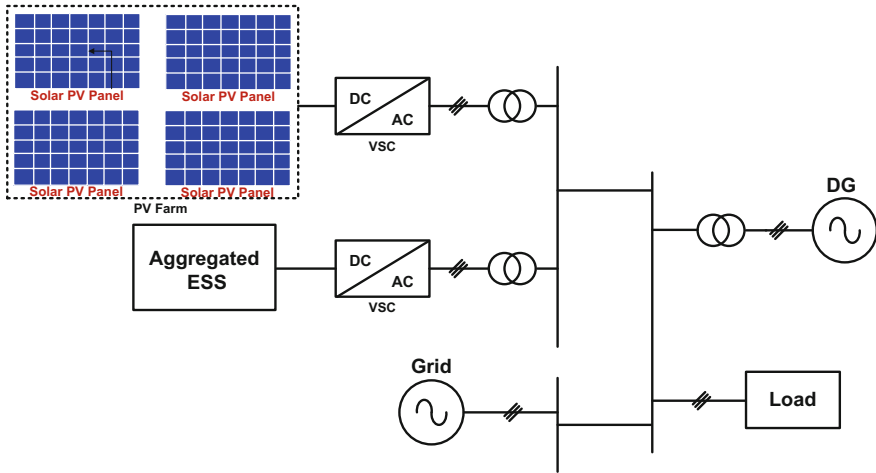 Solar PV Panel
Solar PV Panel
Solar PV Panel
Solar PV Panel
PV Farm
DC
AC
VSC
Aggregated
ESS
DC
AC
VSC
DG
Grid
Load